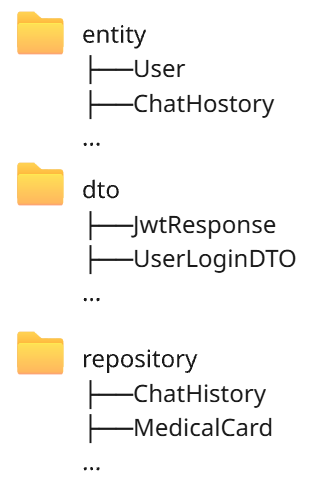 entity
├──User
├──ChatHostory
...
dto
├──JwtResponse
├──UserLoginDTO
...
repository
├──ChatHistory
├──MedicalCard
...